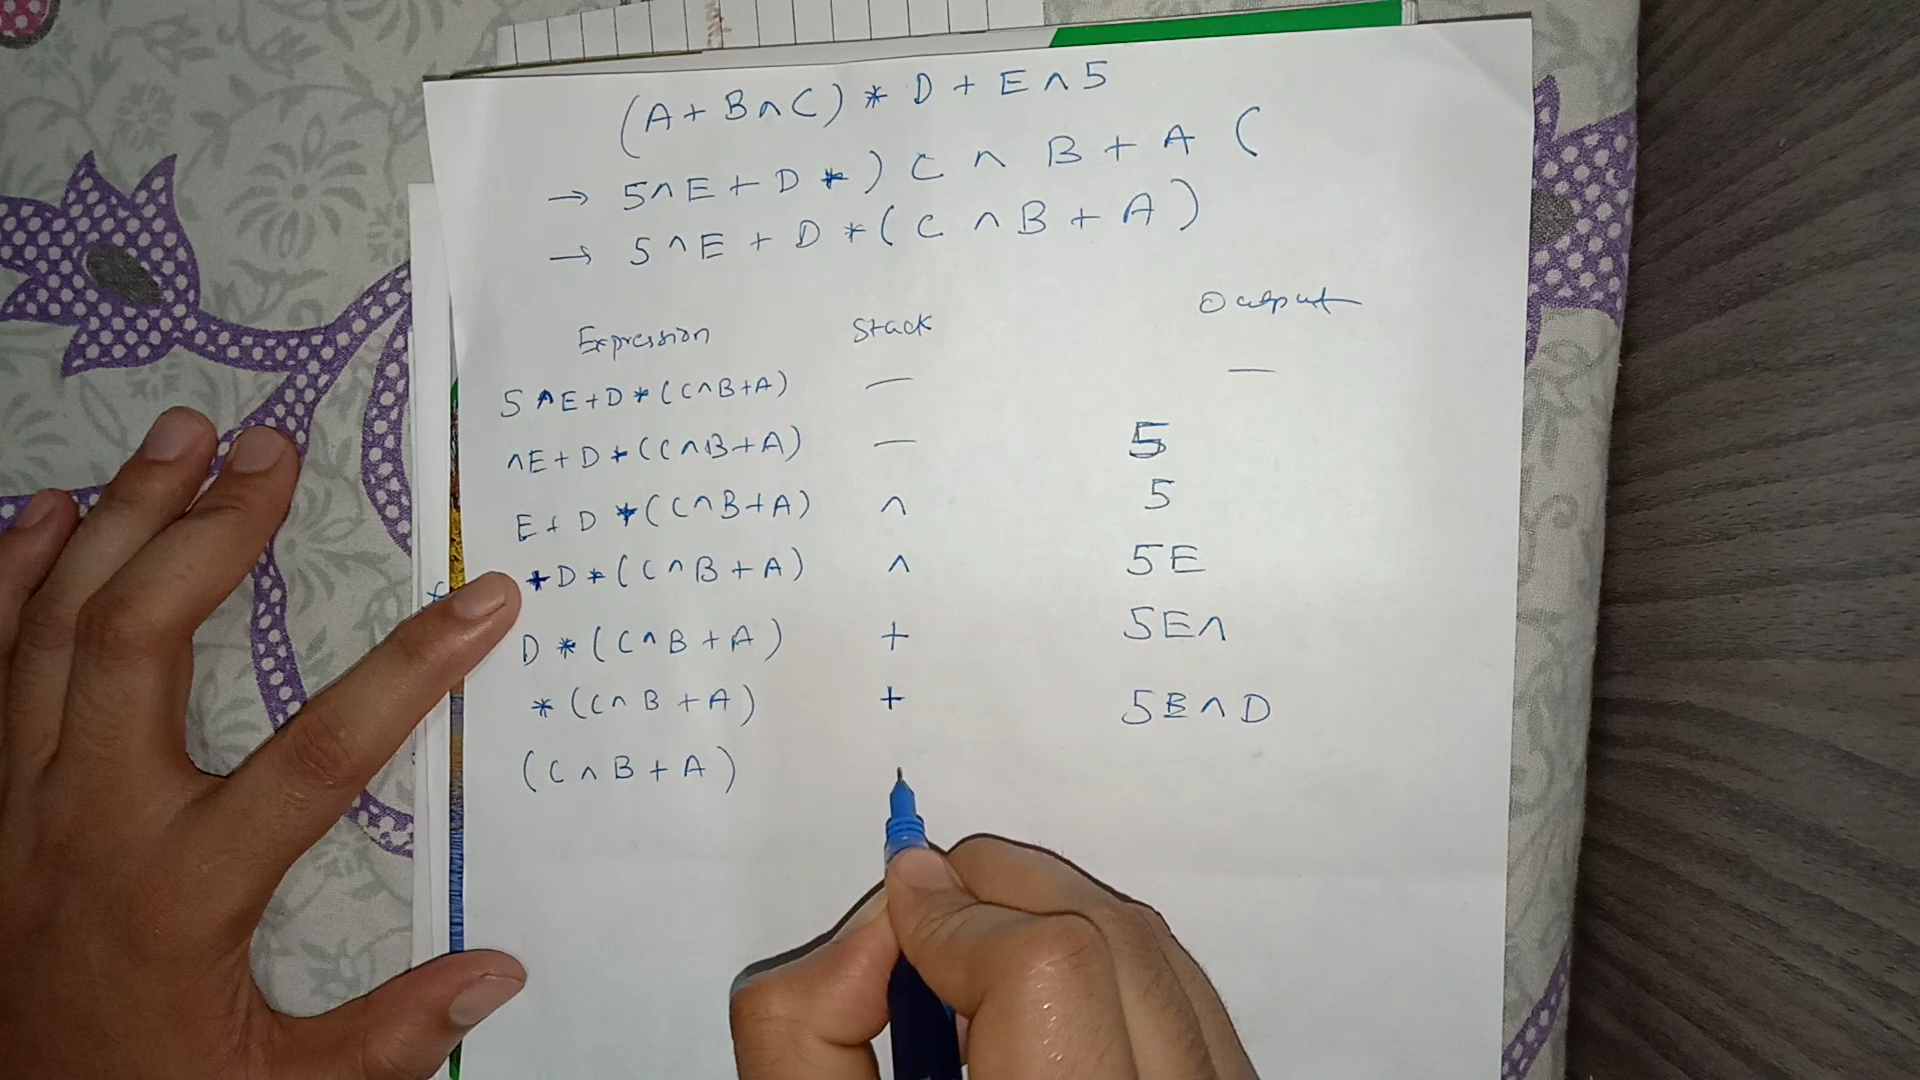 (A + B ^ C) * D + E ^ 5
→ 5 ^ E + D * ) C ^ B + A (
→ 5 ^ E + D * ( C ^ B + A )
Expression Stack Output
5 ^ E + D * ( C ^ B + A ) — —
^ E + D * ( C ^ B + A ) — 5
E + D * ( C ^ B + A ) ^ 5
+ D * ( C ^ B + A ) ^ 5E
D * ( C ^ B + A ) + 5E^
* ( C ^ B + A ) + 5E^D
( C ^ B + A )